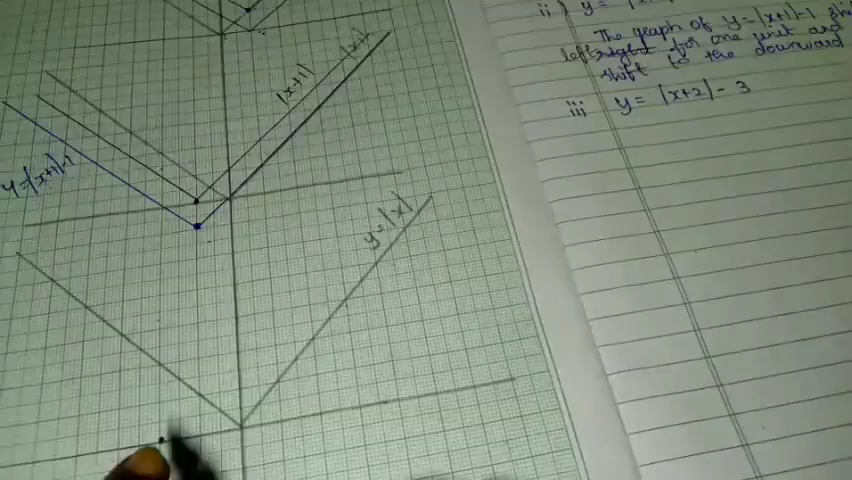 |x+1|
|x|
y=|x+1|-1
y=|x|
ii) y =
The graph of y=|x+1|-1
left for one unit and
shift to the downward
iii y = |x+2| - 3